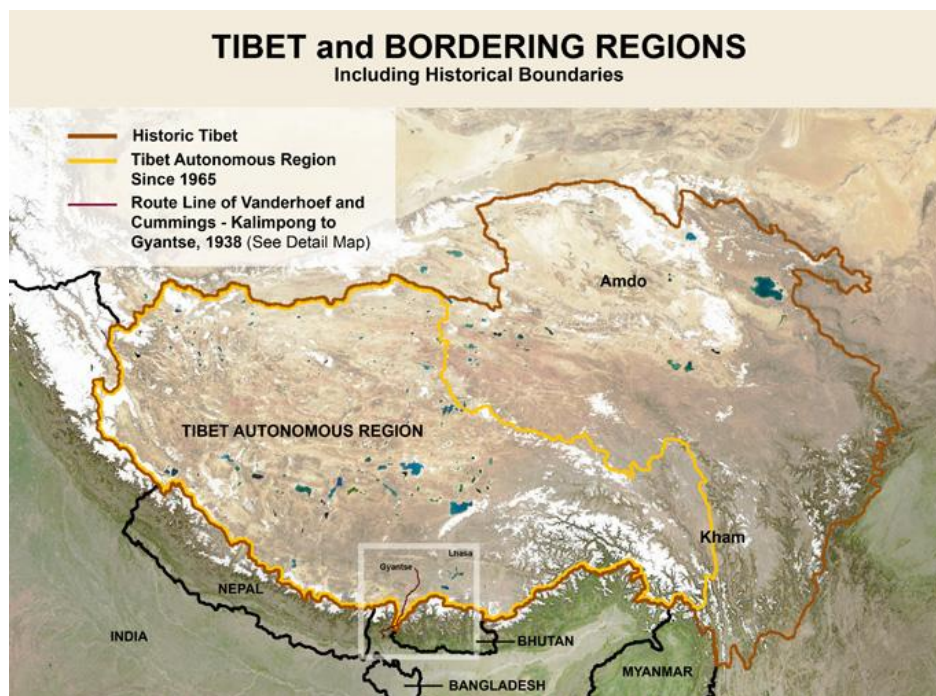 TIBET and BORDERING REGIONS
Including Historical Boundaries
Historic Tibet
Tibet Autonomous Region
Since 1965
Route Line of Vanderhoef and
Cummings - Kalimpong to
Gyantse, 1938 (See Detail Map)
Amdo
TIBET AUTONOMOUS REGION
Kham
Lhasa
Gyantse
NEPAL
INDIA
BHUTAN
MYANMAR
BANGLADESH